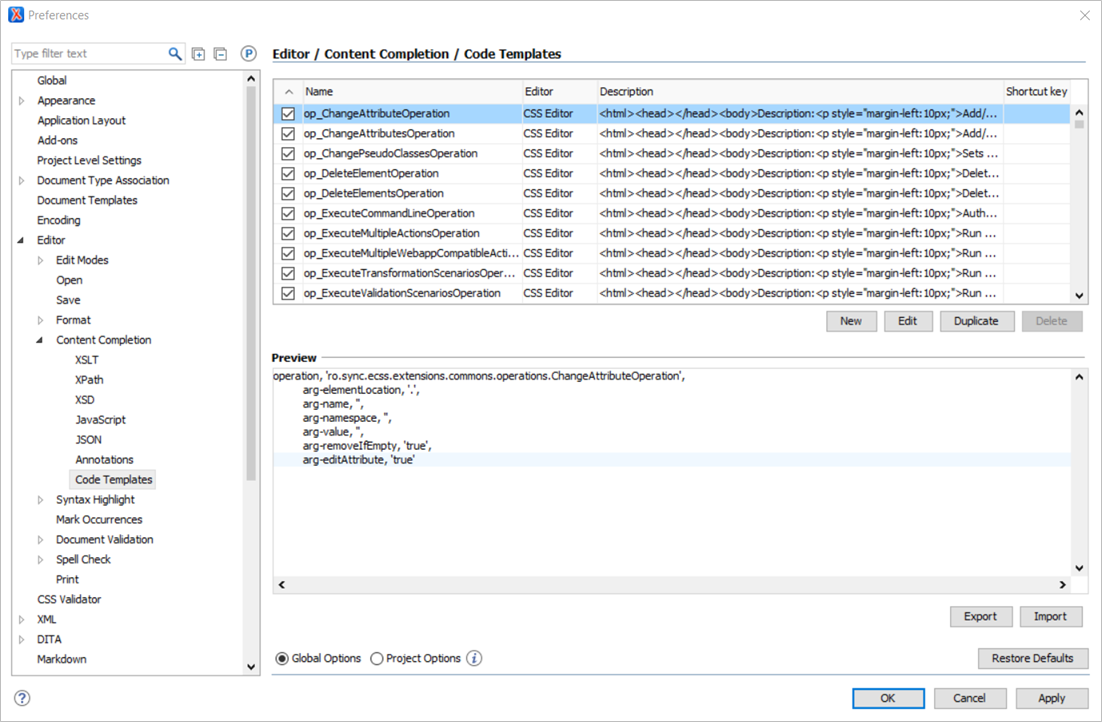 Preferences
Type filter text
P
Global
Appearance
Application Layout
Add-ons
Project Level Settings
Document Type Association
Document Templates
Encoding
Editor
Edit Modes
Open
Save
Format
Content Completion
XSLT
XPath
XSD
JavaScript
JSON
Annotations
Code Templates
Syntax Highlight
Mark Occurrences
Document Validation
Spell Check
Print
CSS Validator
XML
DITA
Markdown
Editor / Content Completion / Code Templates
Name Editor Description Shortcut key
op_ChangeAttributeOperation CSS Editor <html><head></head><body>Description:<p style="margin-left:10px;">Add/...
op_ChangeAttributesOperation CSS Editor <html><head></head><body>Description:<p style="margin-left:10px;">Add/...
op_ChangePseudoClassesOperation CSS Editor <html><head></head><body>Description:<p style="margin-left:10px;">Sets ...
op_DeleteElementOperation CSS Editor <html><head></head><body>Description:<p style="margin-left:10px;">Delet...
op_DeleteElementsOperation CSS Editor <html><head></head><body>Description:<p style="margin-left:10px;">Delet...
op_ExecuteCommandLineOperation CSS Editor <html><head></head><body>Description:<p style="margin-left:10px;">Auth...
op_ExecuteMultipleActionsOperation CSS Editor <html><head></head><body>Description:<p style="margin-left:10px;">Run ...
op_ExecuteMultipleWebappCompatibleActi... CSS Editor <html><head></head><body>Description:<p style="margin-left:10px;">Run ...
op_ExecuteTransformationScenariosOper... CSS Editor <html><head></head><body>Description:<p style="margin-left:10px;">Run ...
op_ExecuteValidationScenariosOperation CSS Editor <html><head></head><body>Description:<p style="margin-left:10px;">Run ...
New Edit Duplicate Delete
Preview
operation, 'ro.sync.ecss.extensions.commons.operations.ChangeAttributeOperation',
arg-elementLocation, '.',
arg-name, '',
arg-namespace, '',
arg-value, '',
arg-removeIfEmpty, 'true',
arg-editAttribute, 'true'
Export Import
Global Options Project Options i
Restore Defaults
? OK Cancel Apply